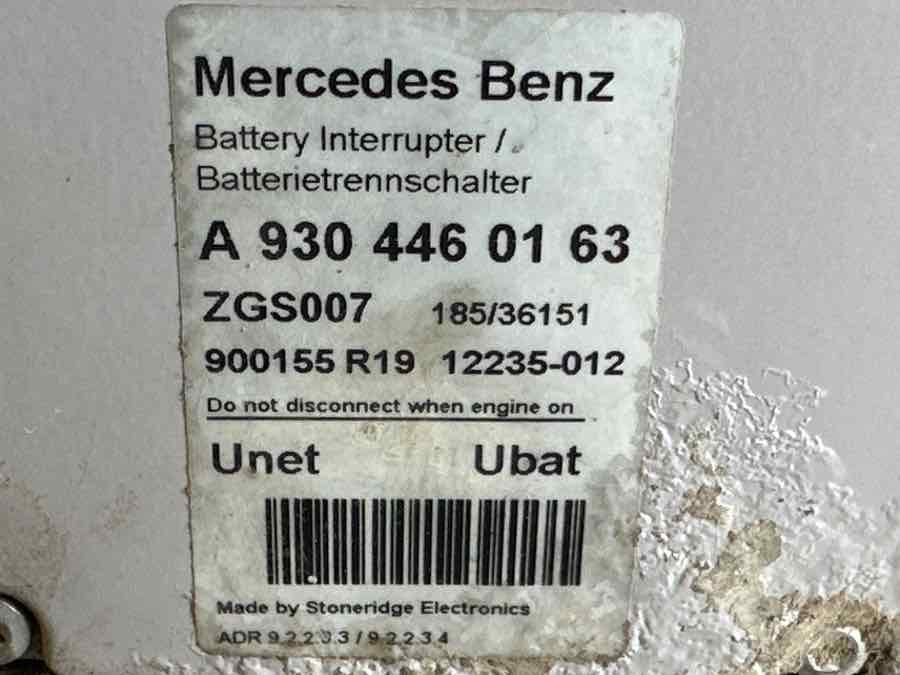 Mercedes Benz
Battery Interrupter /
Batterietrennschalter
A 930 446 01 63
ZGS007 185/36151
900155 R19 12235-012
Do not disconnect when engine on
Unet Ubat
Made by Stoneridge Electronics
ADR 9.2.2.3.3 / 9.2.2.3.4